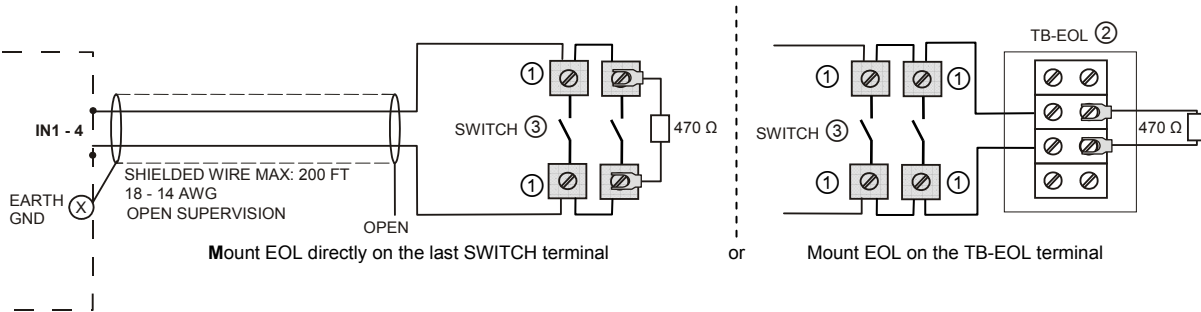 TB-EOL ②
①
①
①
IN1 - 4
SWITCH ③
470 Ω
SWITCH ③
470 Ω
SHIELDED WIRE MAX: 200 FT
18 - 14 AWG
OPEN SUPERVISION
①
①
①
EARTH
GND
X
OPEN
Mount EOL directly on the last SWITCH terminal
or
Mount EOL on the TB-EOL terminal